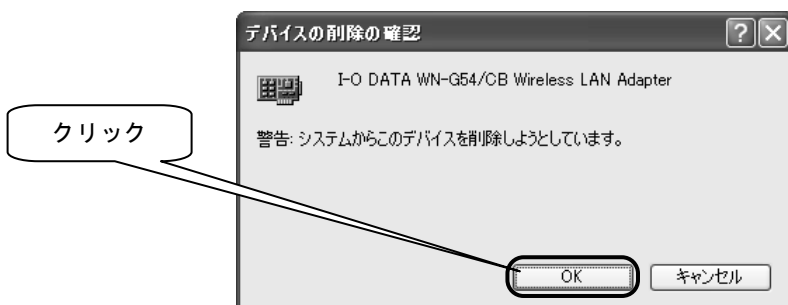 デバイスの削除の確認
I-O DATA WN-G54/CB Wireless LAN Adapter
クリック
警告: システムからこのデバイスを削除しようとしています。
OK
キャンセル